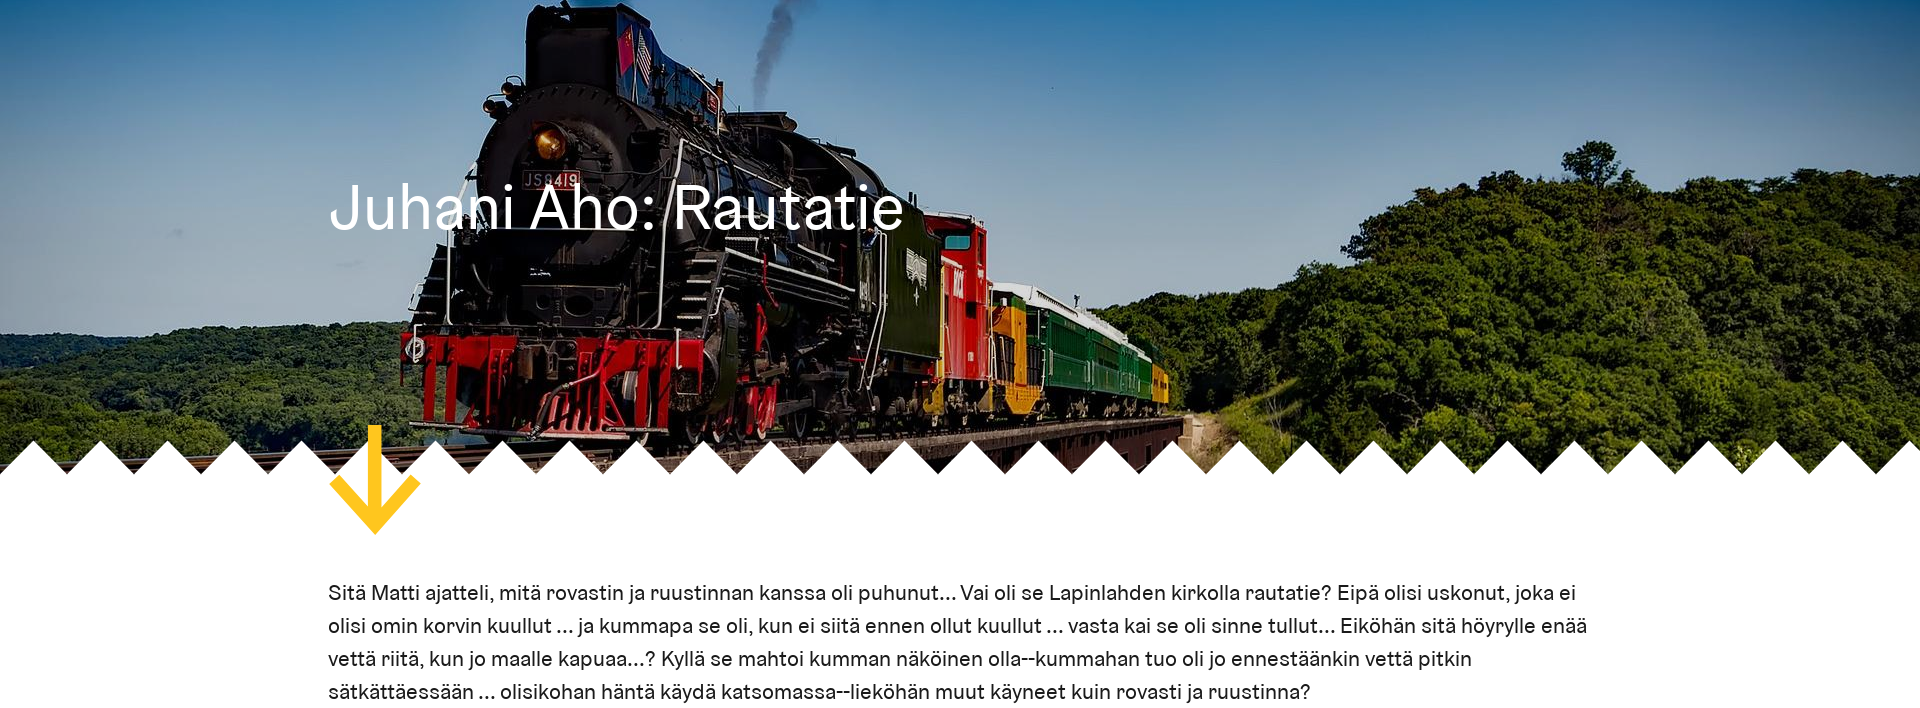 JS8419
Juhani Aho: Rautatie
Sitä Matti ajatteli, mitä rovastin ja ruustinnan kanssa oli puhunut... Vai oli se Lapinlahden kirkolla rautatie? Eipä olisi uskonut, joka ei
olisi omin korvin kuullut ... ja kummapa se oli, kun ei siitä ennen ollut kuullut ... vasta kai se oli sinne tullut... Eiköhän sitä höyrylle enää
vettä riitä, kun jo maalle kapuaa...? Kyllä se mahtoi kumman näköinen olla--kummahan tuo oli jo ennestäänkin vettä pitkin
sätkättäessään ... olisikohan häntä käydä katsomassa--lieköhän muut käyneet kuin rovasti ja ruustinna?